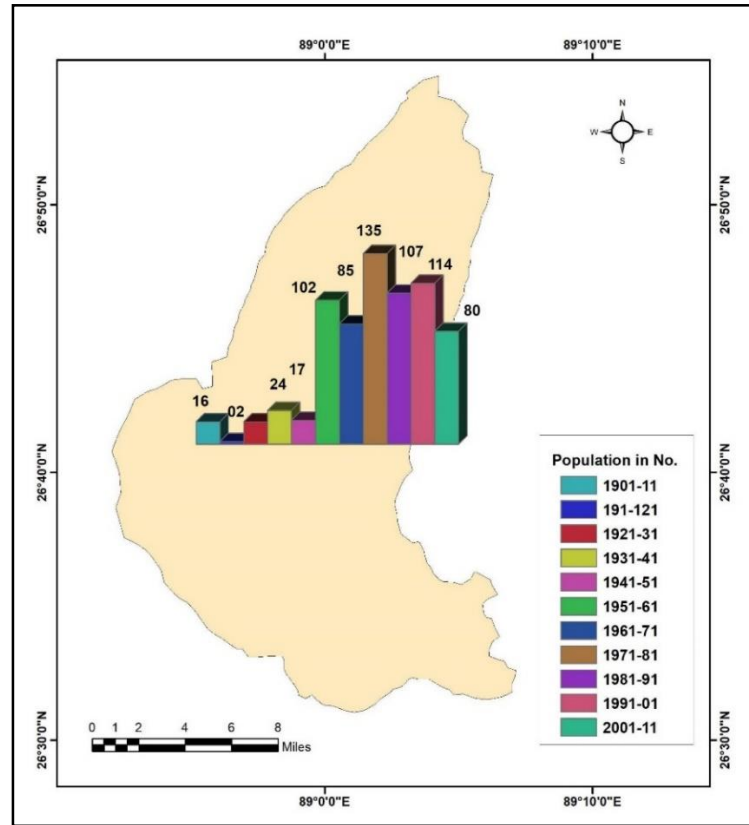 89°0'0"E 89°10'0"E
N
W E
S
26°50'0"N 26°50'0"N
135
107
85 114
102
80
17
24
16 02
26°40'0"N 26°40'0"N
Population in No.
1901-11
191-121
1921-31
1931-41
1941-51
1951-61
1961-71
1971-81
1981-91
1991-01
2001-11
0 1 2 4 6 8
Miles
26°30'0"N 26°30'0"N
89°0'0"E 89°10'0"E